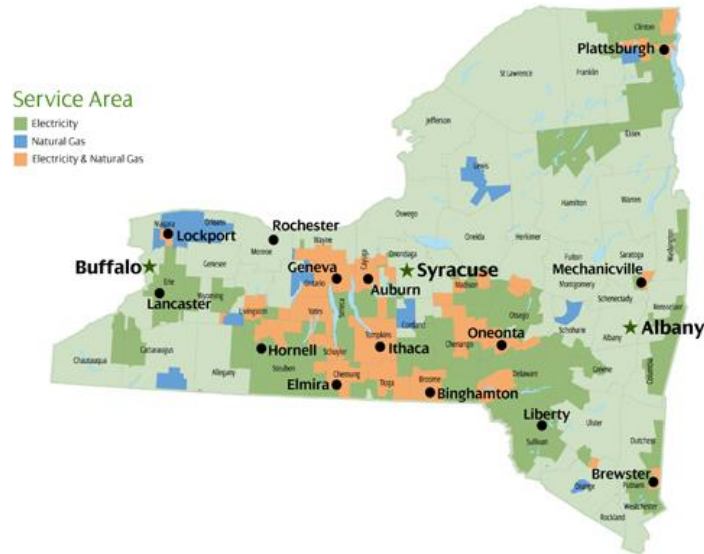 Service Area
Electricity
Natural Gas
Electricity & Natural Gas
Clinton
Plattsburgh
St Lawrence
Franklin
Jefferson
Essex
Lewis
Hamilton
Warren
Washington
Oswego
Oneida
Herkimer
Fulton
Saratoga
Niagara
Orleans
Lockport
Rochester
Monroe
Wayne
Onondaga
Cayuga
Buffalo
Genesee
Geneva
Ontario
Syracuse
Auburn
Madison
Mechanicville
Montgomery
Schenectady
Rensselaer
Erie
Wyoming
Lancaster
Livingston
Yates
Seneca
Cortland
Otsego
Schoharie
Albany
Albany
Tompkins
Chenango
Oneonta
Chautauqua
Cattaraugus
Allegany
Hornell
Steuben
Schuyler
Ithaca
Elmira
Chemung
Tioga
Broome
Binghamton
Delaware
Greene
Columbia
Liberty
Sullivan
Ulster
Dutchess
Brewster
Putnam
Orange
Westchester
Rockland